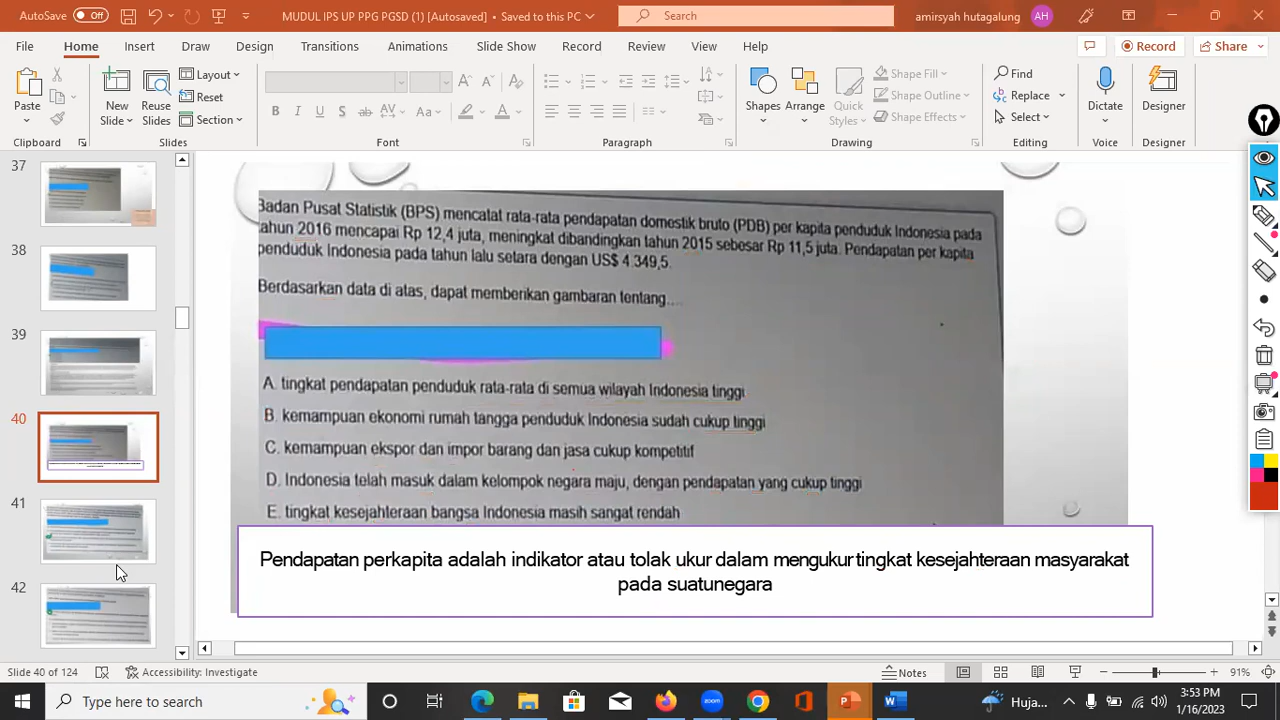 AutoSave Off MUDUL IPS UP PPG PGSD (1) [Autosaved] • Saved to this PC Search amirsyah hutagalung AH
File Home Insert Draw Design Transitions Animations Slide Show Record Review View Help Record Share
Paste New Slide Reuse Slides Layout Reset Section Shapes Arrange Quick Styles Shape Fill Shape Outline Shape Effects Find Replace Select Dictate Designer
Clipboard Slides Font Paragraph Drawing Editing Voice Designer
37
38
39
40
41
42
Badan Pusat Statistik (BPS) mencatat rata-rata pendapatan domestik bruto (PDB) per kapita penduduk Indonesia pada
tahun 2016 mencapai Rp 12,4 juta, meningkat dibandingkan tahun 2015 sebesar Rp 11,5 juta. Pendapatan per kapita
penduduk Indonesia pada tahun lalu setara dengan US$ 4.349,5.
Berdasarkan data di atas, dapat memberikan gambaran tentang....
A. tingkat pendapatan penduduk rata-rata di semua wilayah Indonesia tinggi
B. kemampuan ekonomi rumah tangga penduduk Indonesia sudah cukup tinggi
C. kemampuan ekspor dan impor barang dan jasa cukup kompetitif
D. Indonesia telah masuk dalam kelompok negara maju, dengan pendapatan yang cukup tinggi
E. tingkat kesejahteraan bangsa Indonesia masih sangat rendah
Pendapatan perkapita adalah indikator atau tolak ukur dalam mengukur tingkat kesejahteraan masyarakat
pada suatunegara
Slide 40 of 124 Accessibility: Investigate Notes 91%
Type here to search Huja... 3:53 PM
1/16/2023